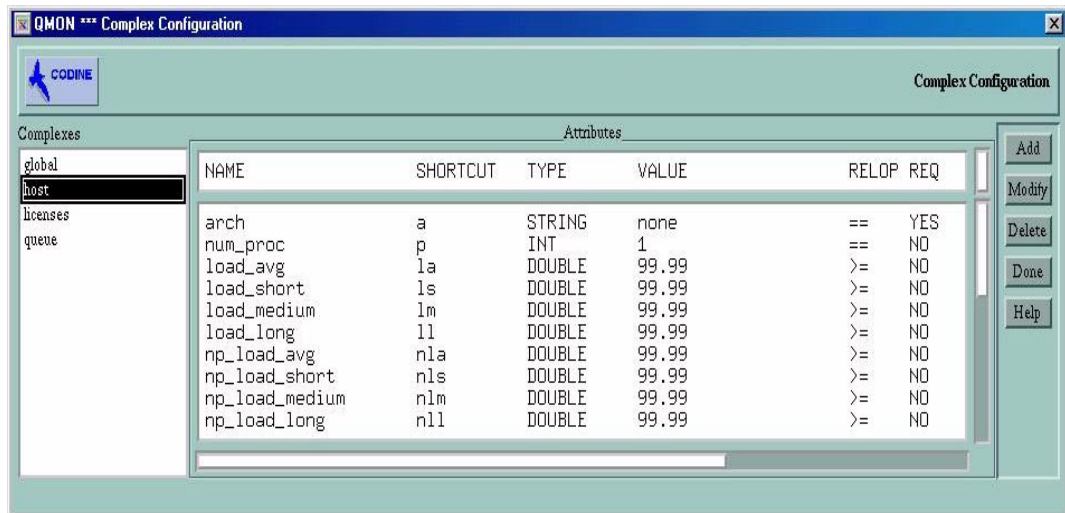 QMON *** Complex Configuration
CODINE
Complex Configuration
Complexes
global
host
licenses
queue
Attributes
NAME SHORTCUT TYPE VALUE RELOP REQ
arch a STRING none == YES
num_proc p INT 1 == NO
load_avg la DOUBLE 99.99 >= NO
load_short ls DOUBLE 99.99 >= NO
load_medium lm DOUBLE 99.99 >= NO
load_long ll DOUBLE 99.99 >= NO
np_load_avg nla DOUBLE 99.99 >= NO
np_load_short nls DOUBLE 99.99 >= NO
np_load_medium nlm DOUBLE 99.99 >= NO
np_load_long nll DOUBLE 99.99 >= NO
Add
Modify
Delete
Done
Help